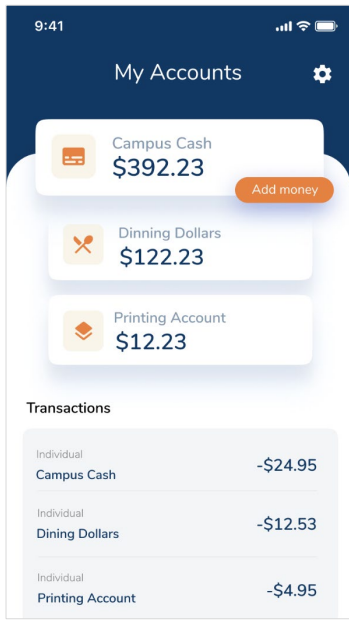 9:41
My Accounts
Campus Cash
$392.23
Add money
Dinning Dollars
$122.23
Printing Account
$12.23
Transactions
Individual
Campus Cash
-$24.95
Individual
Dining Dollars
-$12.53
Individual
Printing Account
-$4.95